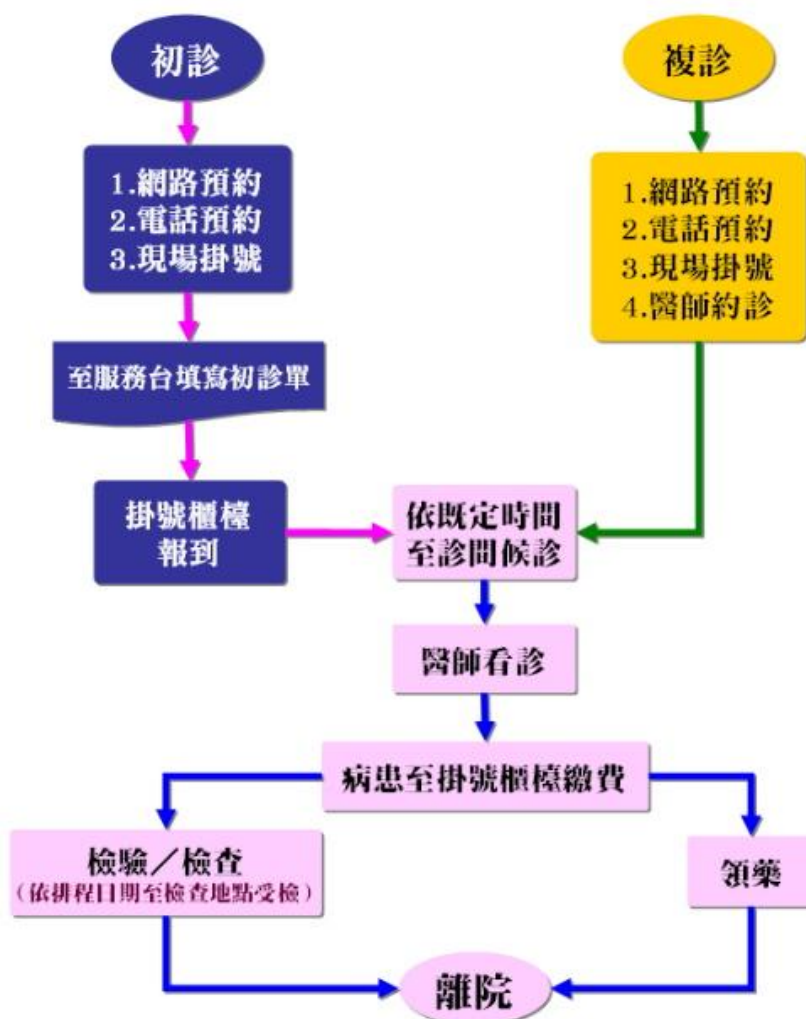 初診
1.網路預約
2.電話預約
3.現場掛號
至服務台填寫初診單
掛號櫃檯
報到
複診
1.網路預約
2.電話預約
3.現場掛號
4.醫師約診
依既定時間
至診間候診
醫師看診
病患至掛號櫃檯繳費
檢驗／檢查
（依排程日期至檢查地點受檢）
領藥
離院